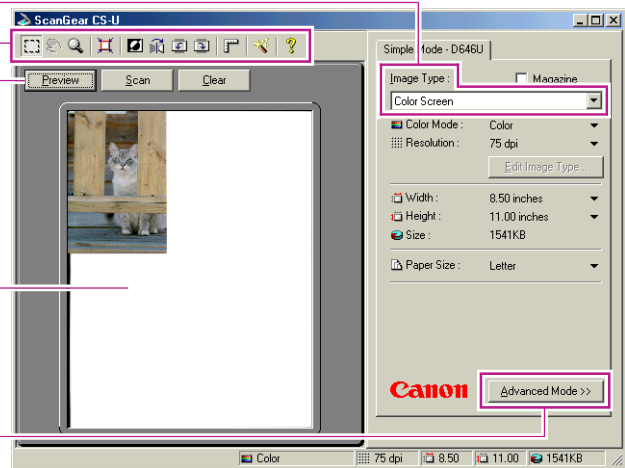 ScanGear CS-U
Preview Scan Clear
Simple Mode - D646U
Image Type : Magazine
Color Screen
Color Mode : Color
Resolution : 75 dpi
Edit Image Type...
Width : 8.50 inches
Height : 11.00 inches
Size : 1541KB
Paper Size : Letter
Canon
Advanced Mode >>
Color 75 dpi 8.50 11.00 1541KB